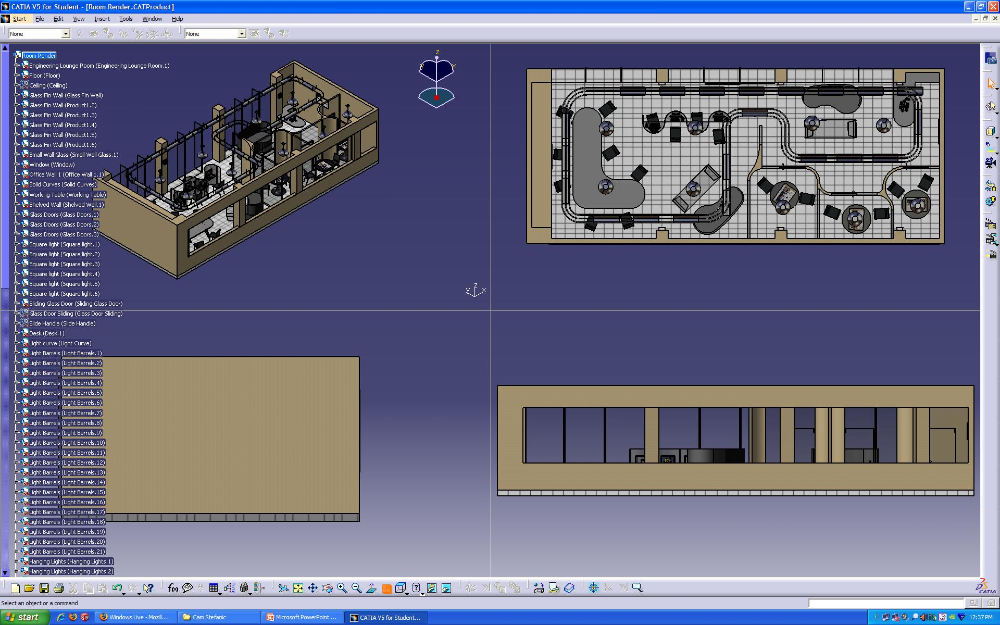 CATIA V5 for Student - [Room Render.CATProduct]
Start File Edit View Insert Tools Window Help
None None
Room Render
Engineering Lounge Room (Engineering Lounge Room.1)
Floor (Floor)
Ceiling (Ceiling)
Glass Fin Wall (Glass Fin Wall)
Glass Fin Wall (Product1.2)
Glass Fin Wall (Product1.3)
Glass Fin Wall (Product1.4)
Glass Fin Wall (Product1.5)
Glass Fin Wall (Product1.6)
Small Wall Glass (Small Wall Glass.1)
Window (Window)
Office Wall 1 (Office Wall 1.1)
Solid Curves (Solid Curves)
Working Table (Working Table)
Shelved Wall (Shelved Wall.1)
Glass Doors (Glass Doors.1)
Glass Doors (Glass Doors.2)
Glass Doors (Glass Doors.3)
Square light (Square light.1)
Square light (Square light.2)
Square light (Square light.3)
Square light (Square light.4)
Square light (Square light.5)
Square light (Square light.6)
Sliding Glass Door (Sliding Glass Door)
Glass Door Sliding (Glass Door Sliding)
Slide Handle (Slide Handle)
Desk (Desk.1)
Light curve (Light Curve)
Light Barrels (Light Barrels.1)
Light Barrels (Light Barrels.2)
Light Barrels (Light Barrels.3)
Light Barrels (Light Barrels.4)
Light Barrels (Light Barrels.5)
Light Barrels (Light Barrels.6)
Light Barrels (Light Barrels.7)
Light Barrels (Light Barrels.8)
Light Barrels (Light Barrels.9)
Light Barrels (Light Barrels.10)
Light Barrels (Light Barrels.11)
Light Barrels (Light Barrels.12)
Light Barrels (Light Barrels.13)
Light Barrels (Light Barrels.14)
Light Barrels (Light Barrels.15)
Light Barrels (Light Barrels.16)
Light Barrels (Light Barrels.17)
Light Barrels (Light Barrels.18)
Light Barrels (Light Barrels.19)
Light Barrels (Light Barrels.20)
Light Barrels (Light Barrels.21)
Hanging Lights (Hanging Lights.1)
Hanging Lights (Hanging Lights.2)
z
y x
z
y x
f(x)
CATIA
Select an object or a command
start Windows Live - Mozill... Cam Stefanic Microsoft PowerPoint ... CATIA V5 for Student... 12:37 PM